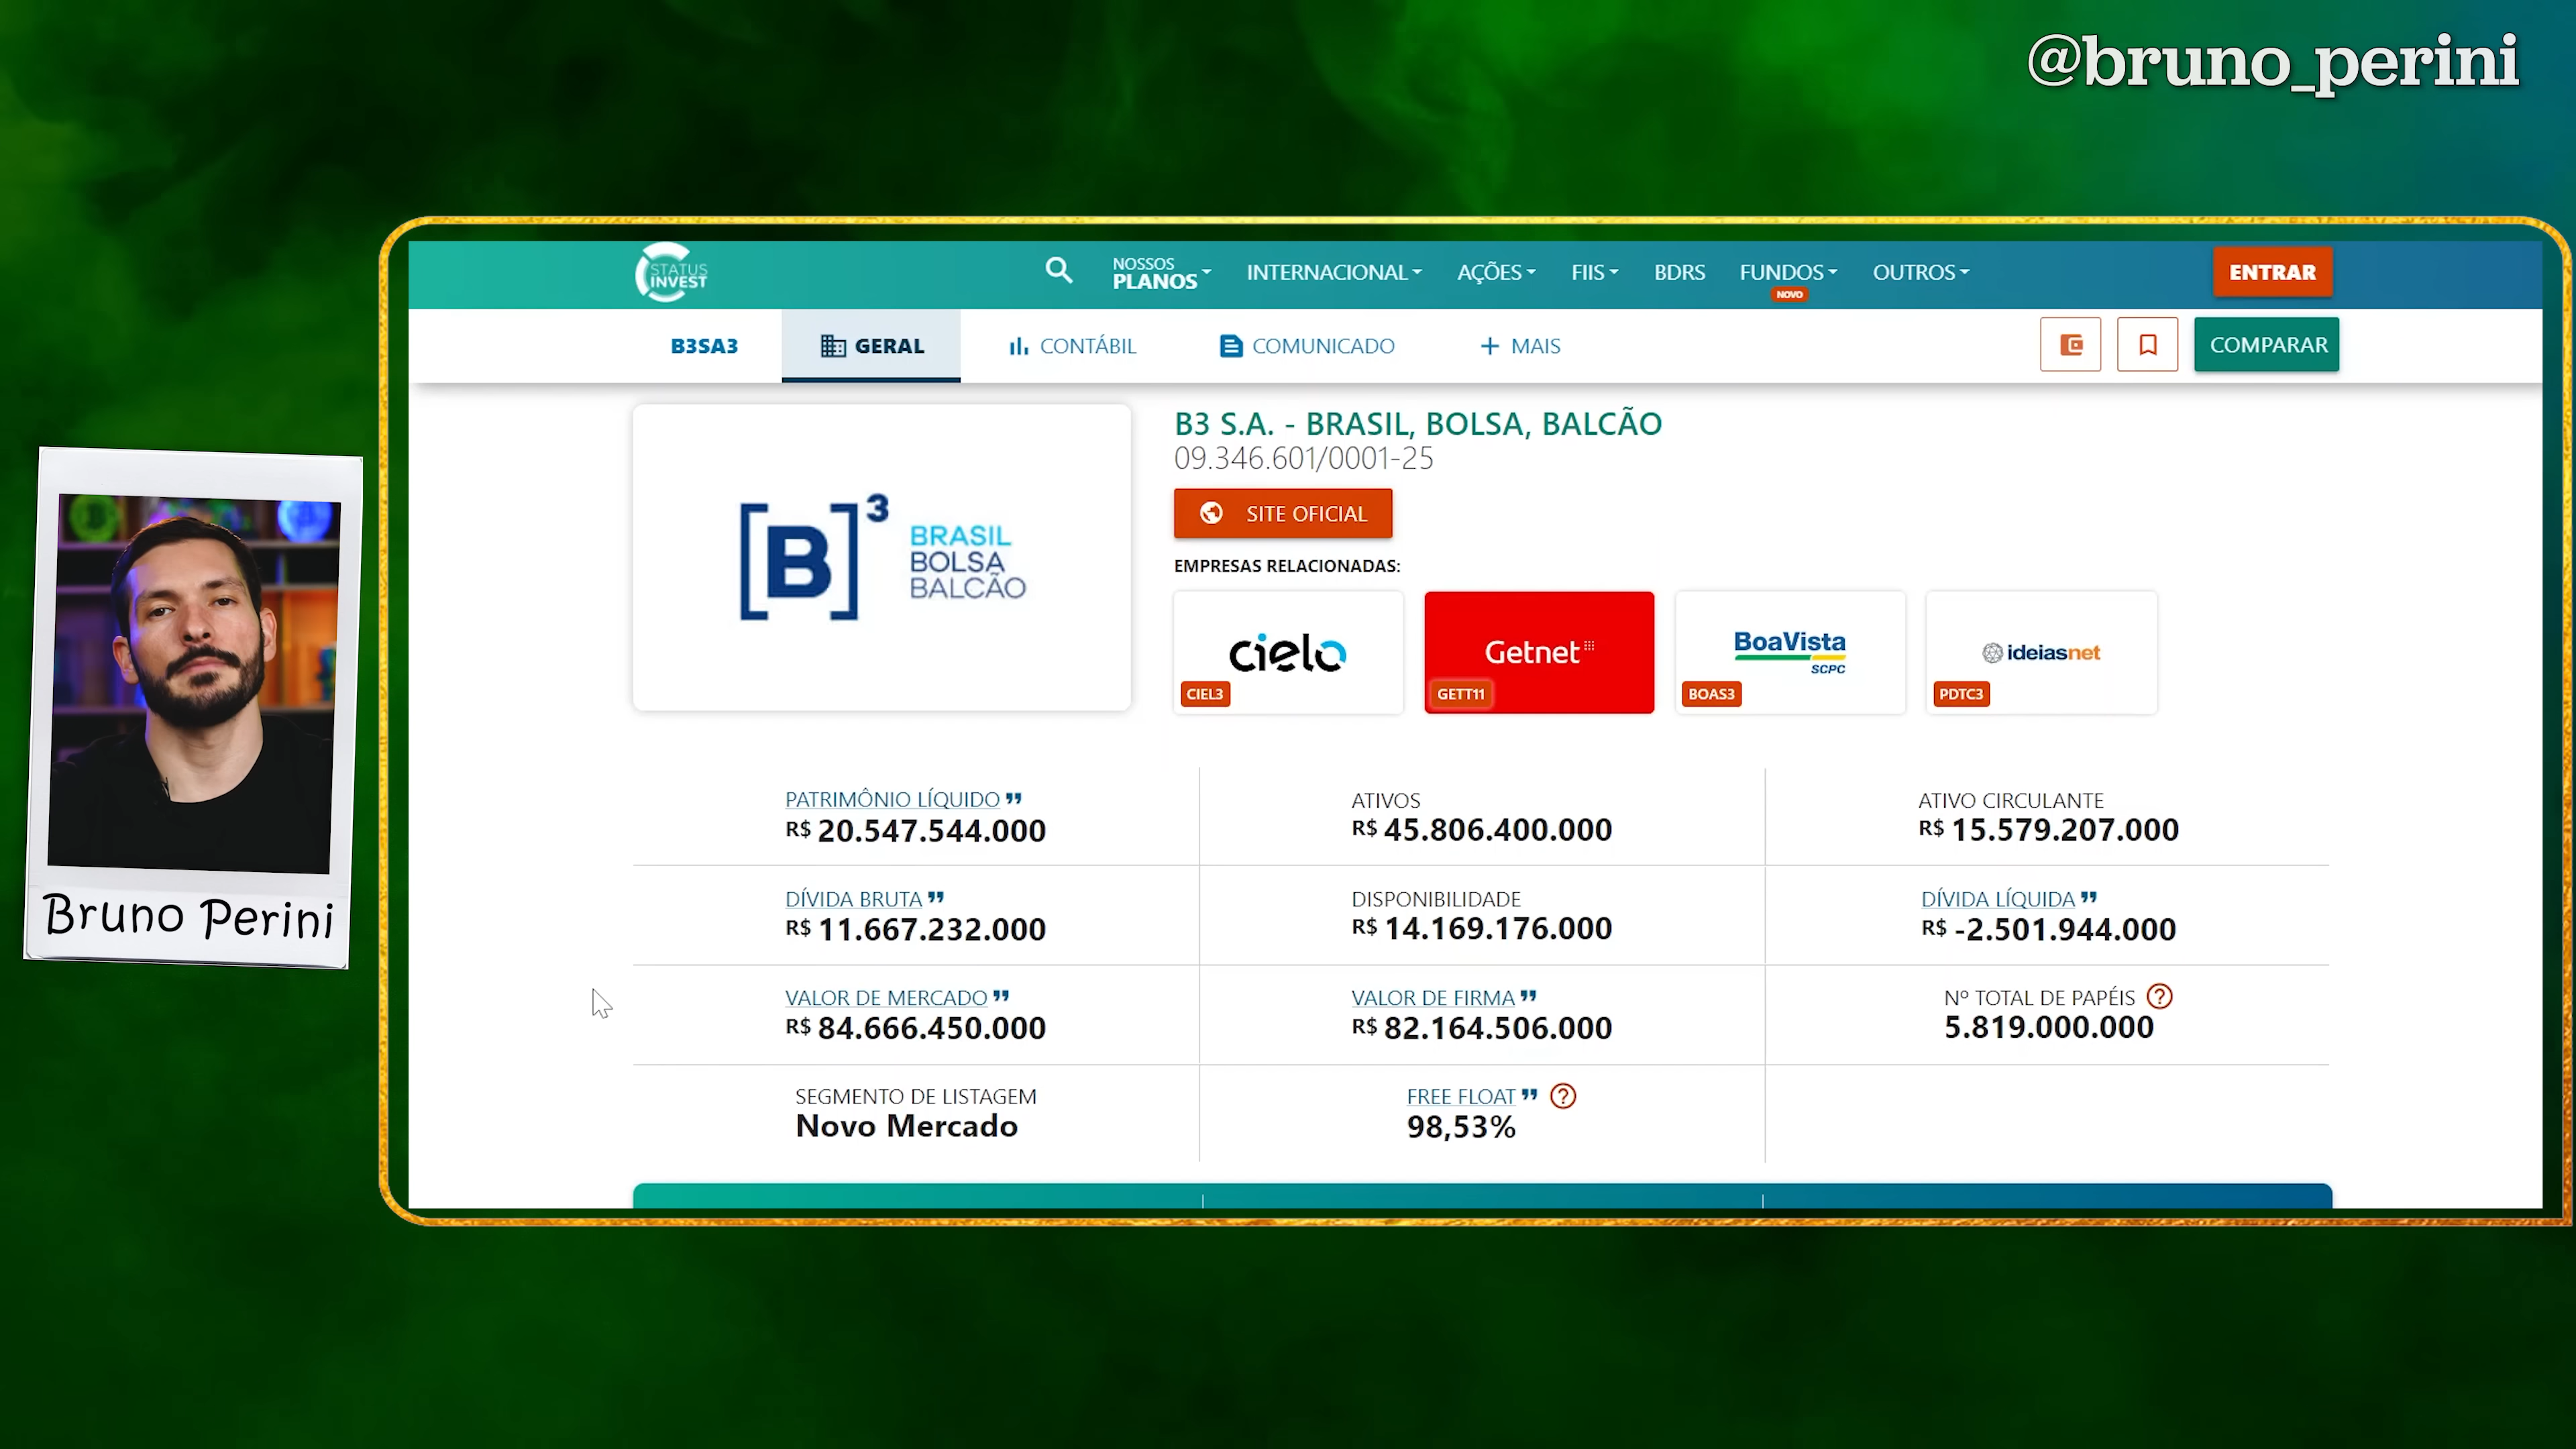 @bruno_perini
STATUS
INVEST
NOSSOS
PLANOS
INTERNACIONAL
AÇÕES
FIIS
BDRS
FUNDOS
NOVO
OUTROS
ENTRAR
B3SA3
GERAL
CONTÁBIL
COMUNICADO
+ MAIS
COMPARAR
[B]³
BRASIL
BOLSA
BALCÃO
B3 S.A. - BRASIL, BOLSA, BALCÃO
09.346.601/0001-25
SITE OFICIAL
EMPRESAS RELACIONADAS:
cielo
CIEL3
Getnet
GETT11
BoaVista
SCPC
BOAS3
ideiasnet
PDTC3
Bruno Perini
PATRIMÔNIO LÍQUIDO
R$ 20.547.544.000
ATIVOS
R$ 45.806.400.000
ATIVO CIRCULANTE
R$ 15.579.207.000
DÍVIDA BRUTA
R$ 11.667.232.000
DISPONIBILIDADE
R$ 14.169.176.000
DÍVIDA LÍQUIDA
R$ -2.501.944.000
VALOR DE MERCADO
R$ 84.666.450.000
VALOR DE FIRMA
R$ 82.164.506.000
Nº TOTAL DE PAPÉIS ?
5.819.000.000
SEGMENTO DE LISTAGEM
Novo Mercado
FREE FLOAT ?
98,53%